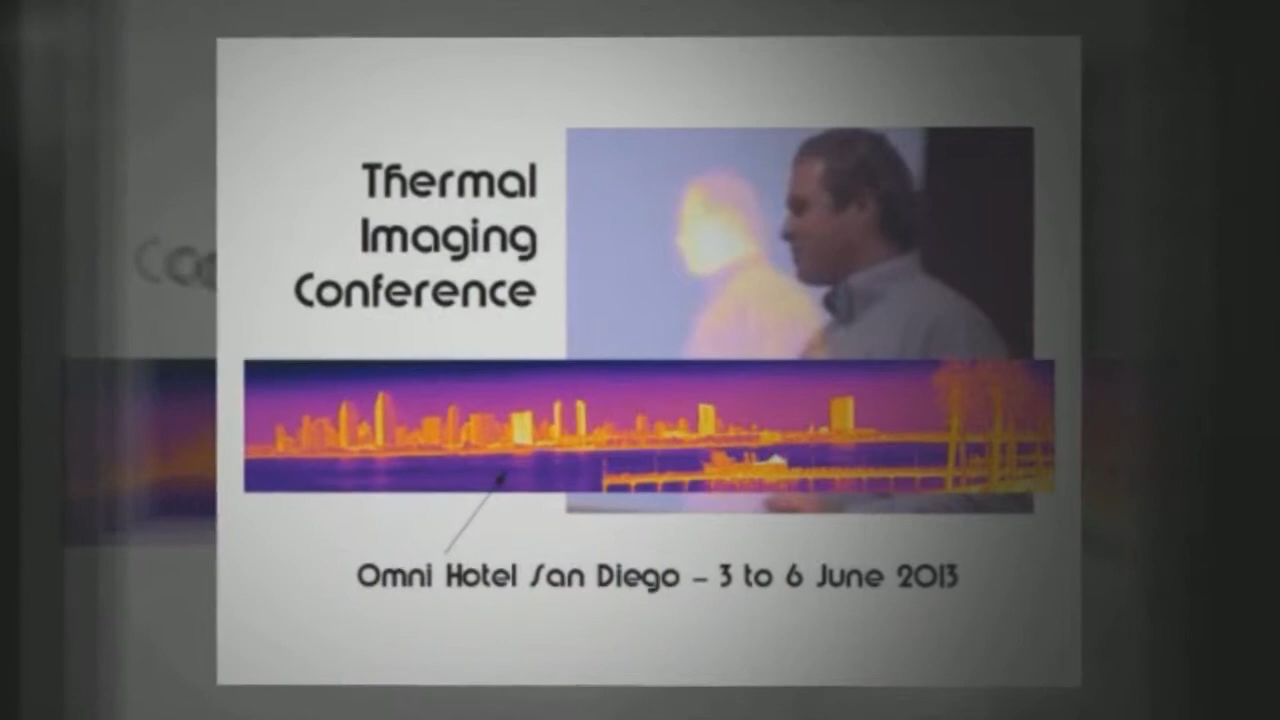 Thermal
Imaging
Conference
Omni Hotel San Diego – 3 to 6 June 2013